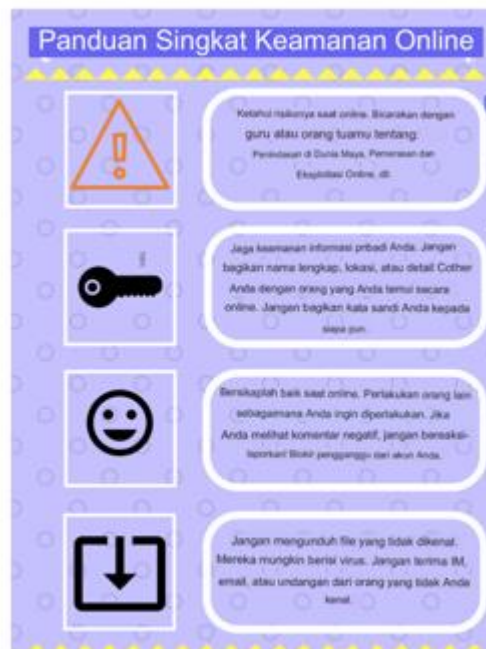 Panduan Singkat Keamanan Online
Ketahui risikonya saat online. Bicarakan dengan
guru atau orang tuamu tentang:
Penindasan di Dunia Maya, Pemerasan dan
Eksploitasi Online, dll.
Jaga keamanan informasi pribadi Anda. Jangan
bagikan nama lengkap, lokasi, atau detail Cother
Anda dengan orang yang Anda temui secara
online. Jangan bagikan kata sandi Anda kepada
siapa pun.
Bersikaplah baik saat online. Perlakukan orang lain
sebagaimana Anda ingin diperlakukan. Jika
Anda melihat komentar negatif, jangan bereaksi-
laporkan! Blokir pengganggu dari akun Anda.
Jangan mengunduh file yang tidak dikenal.
Mereka mungkin berisi virus. Jangan terima IM,
email, atau undangan dari orang yang tidak Anda
kenal.